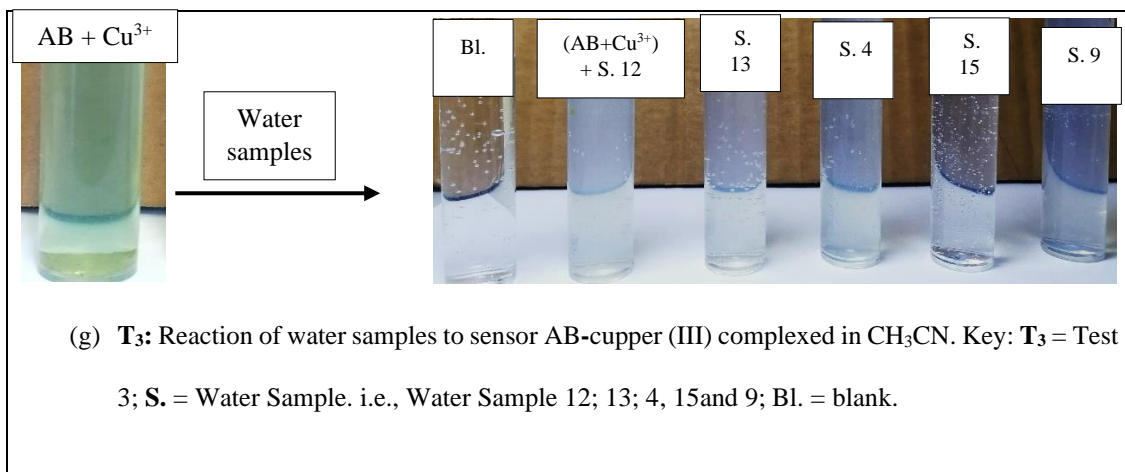 AB + Cu³⁺
Water
samples
Bl.
(AB+Cu³⁺)
+ S. 12
S.
13
S. 4
S.
15
S. 9
(g) T₃: Reaction of water samples to sensor AB-cupper (III) complexed in CH₃CN. Key: T₃ = Test
3; S. = Water Sample. i.e., Water Sample 12; 13; 4, 15and 9; Bl. = blank.